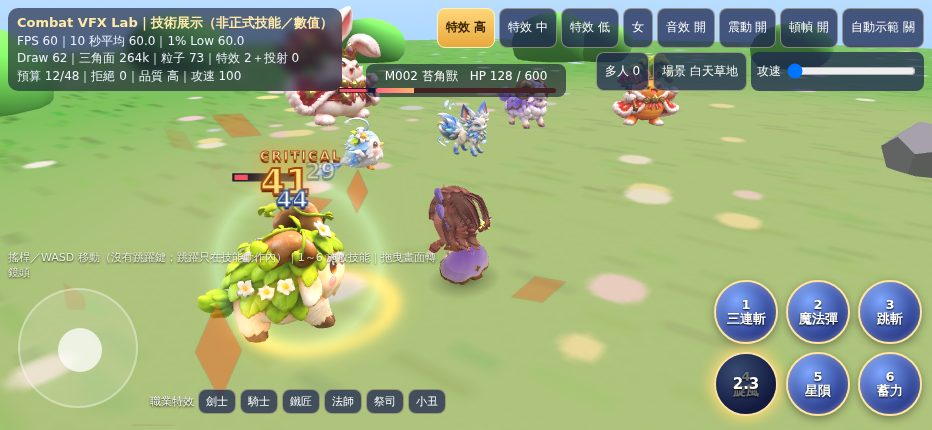 Combat VFX Lab｜技術展示（非正式技能／數值）
FPS 60｜10 秒平均 60.0｜1% Low 60.0
Draw 62｜三角面 264k｜粒子 73｜特效 2＋投射 0
預算 12/48｜拒絕 0｜品質 高｜攻速 100
特效 高
特效 中
特效 低
女
音效 開
震動 開
頓幀 開
自動示範 關
多人 0
場景 白天草地
攻速
M002 苔角獸 HP 128 / 600
CRITICAL
41
29
44
搖桿／WASD 移動（沒有跳躍鍵；跳躍只在技能動作內）｜1～6 施放技能｜拖曳畫面轉
鏡頭
1
三連斬
2
魔法彈
3
跳斬
2.3
旋風
5
星隕
6
蓄力
職業特效
劍士
騎士
鐵匠
法師
祭司
小丑